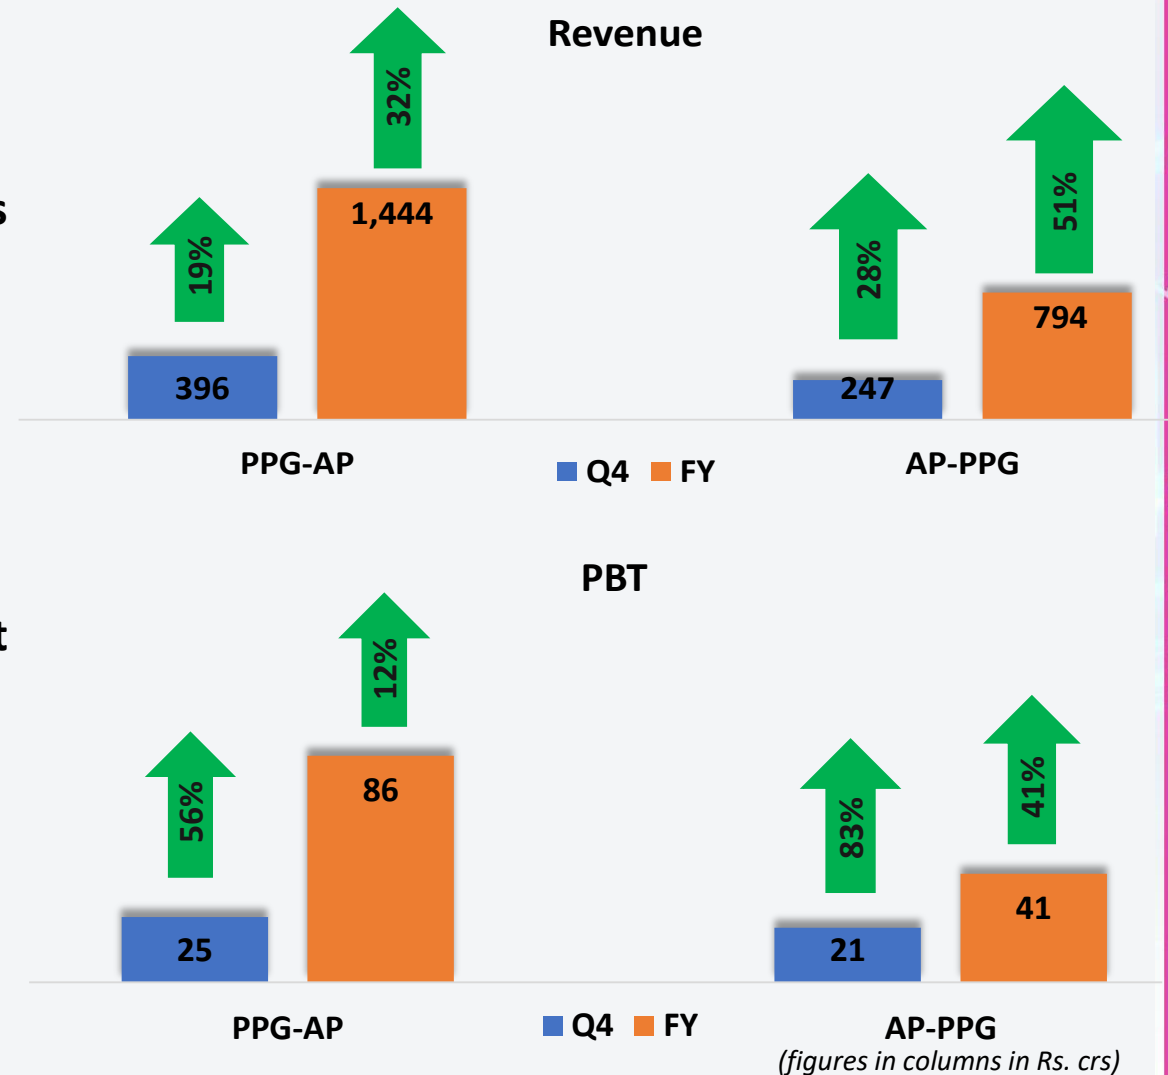 Revenue
32%
51%
19%
28%
1,444
794
396
247
PPG-AP
AP-PPG
Q4 FY
PBT
12%
41%
56%
83%
86
41
25
21
PPG-AP
AP-PPG
Q4 FY
(figures in columns in Rs. crs)